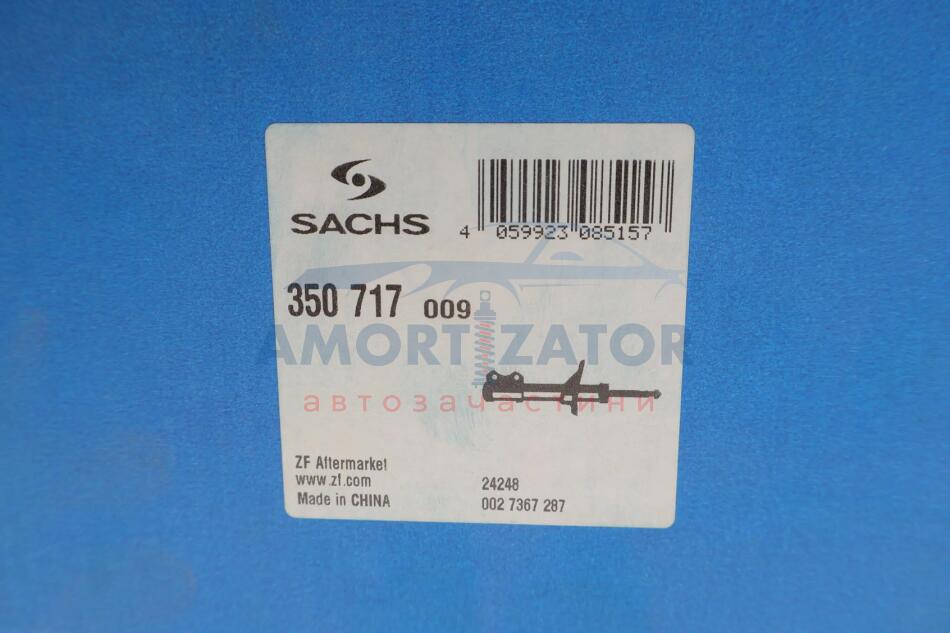 SACHS
4 059923 085157
350 717 009
AMORTIZATOR
автозачастини
ZF Aftermarket
www.zf.com
Made in CHINA
24248
002 7367 287